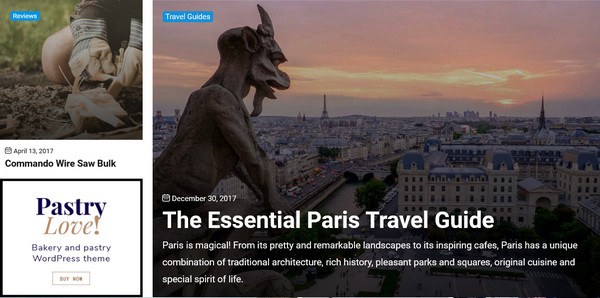 Reviews
April 13, 2017
Commando Wire Saw Bulk
Pastry
Love!
Bakery and pastry
WordPress theme
BUY NOW
Travel Guides
December 30, 2017
The Essential Paris Travel Guide
Paris is magical! From its pretty and remarkable landscapes to its inspiring cafes, Paris has a unique
combination of traditional architecture, rich history, pleasant parks and squares, original cuisine and
special spirit of life.